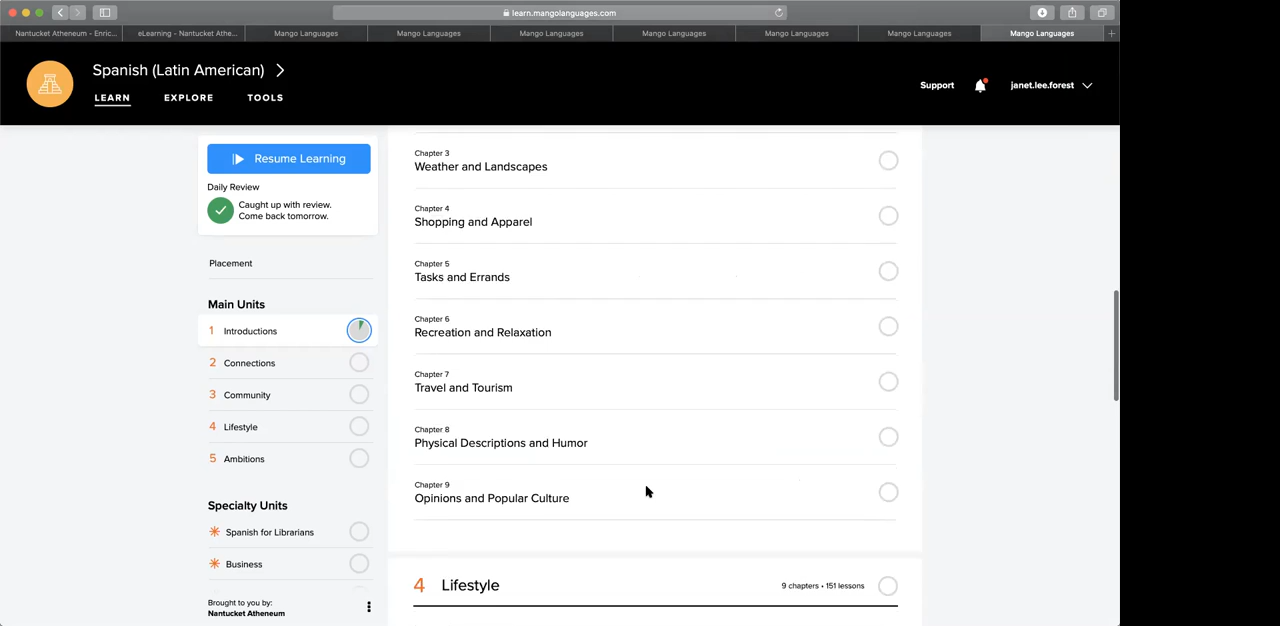 learn.mangolanguages.com
Nantucket Atheneum - Enric...
eLearning - Nantucket Athe...
Mango Languages
Mango Languages
Mango Languages
Mango Languages
Mango Languages
Mango Languages
Mango Languages
Spanish (Latin American)
LEARN EXPLORE TOOLS
Support
janet.lee.forest
Resume Learning
Daily Review
Caught up with review.
Come back tomorrow.
Placement
Main Units
1 Introductions
2 Connections
3 Community
4 Lifestyle
5 Ambitions
Specialty Units
Spanish for Librarians
Business
Brought to you by:
Nantucket Atheneum
Chapter 3
Weather and Landscapes
Chapter 4
Shopping and Apparel
Chapter 5
Tasks and Errands
Chapter 6
Recreation and Relaxation
Chapter 7
Travel and Tourism
Chapter 8
Physical Descriptions and Humor
Chapter 9
Opinions and Popular Culture
4 Lifestyle
9 chapters • 151 lessons